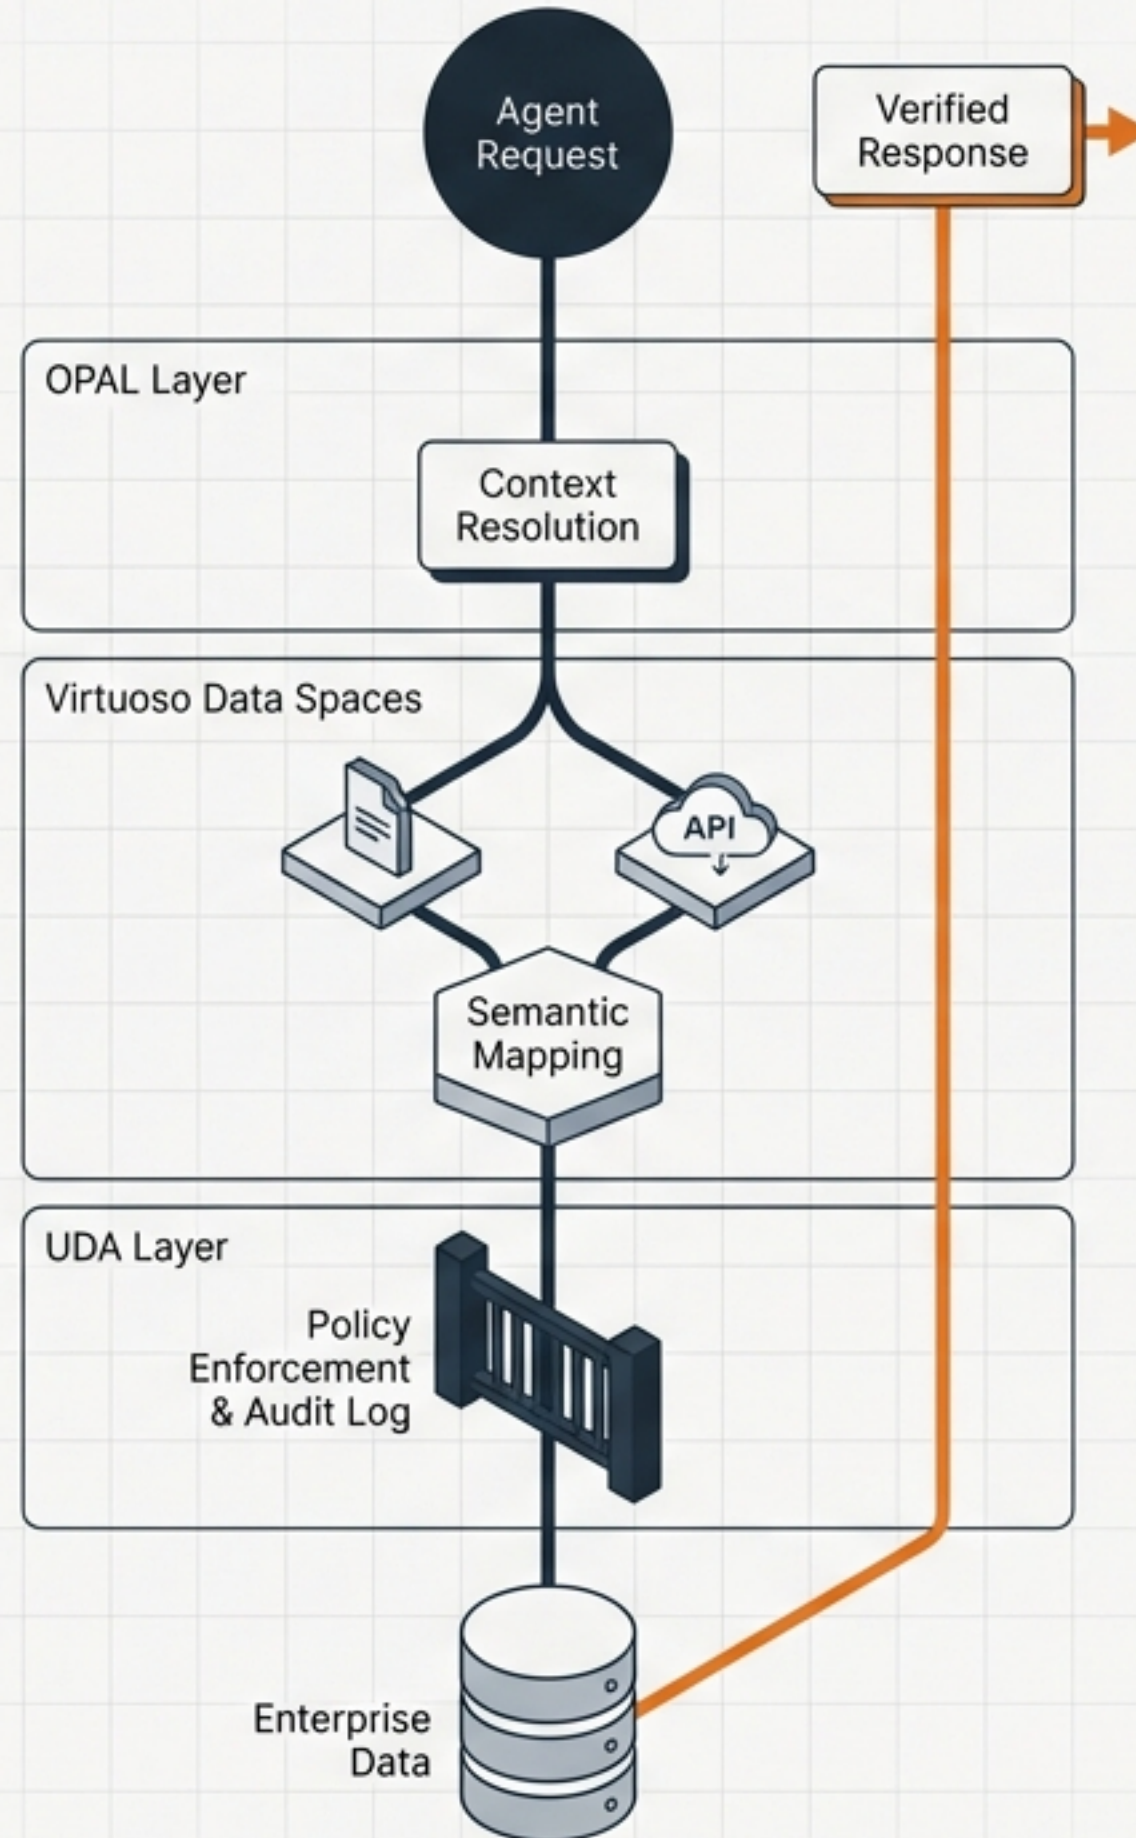 Agent
Request
Verified
Response
OPAL Layer
Context
Resolution
Virtuoso Data Spaces
API
Semantic
Mapping
UDA Layer
Policy
Enforcement
& Audit Log
Enterprise
Data